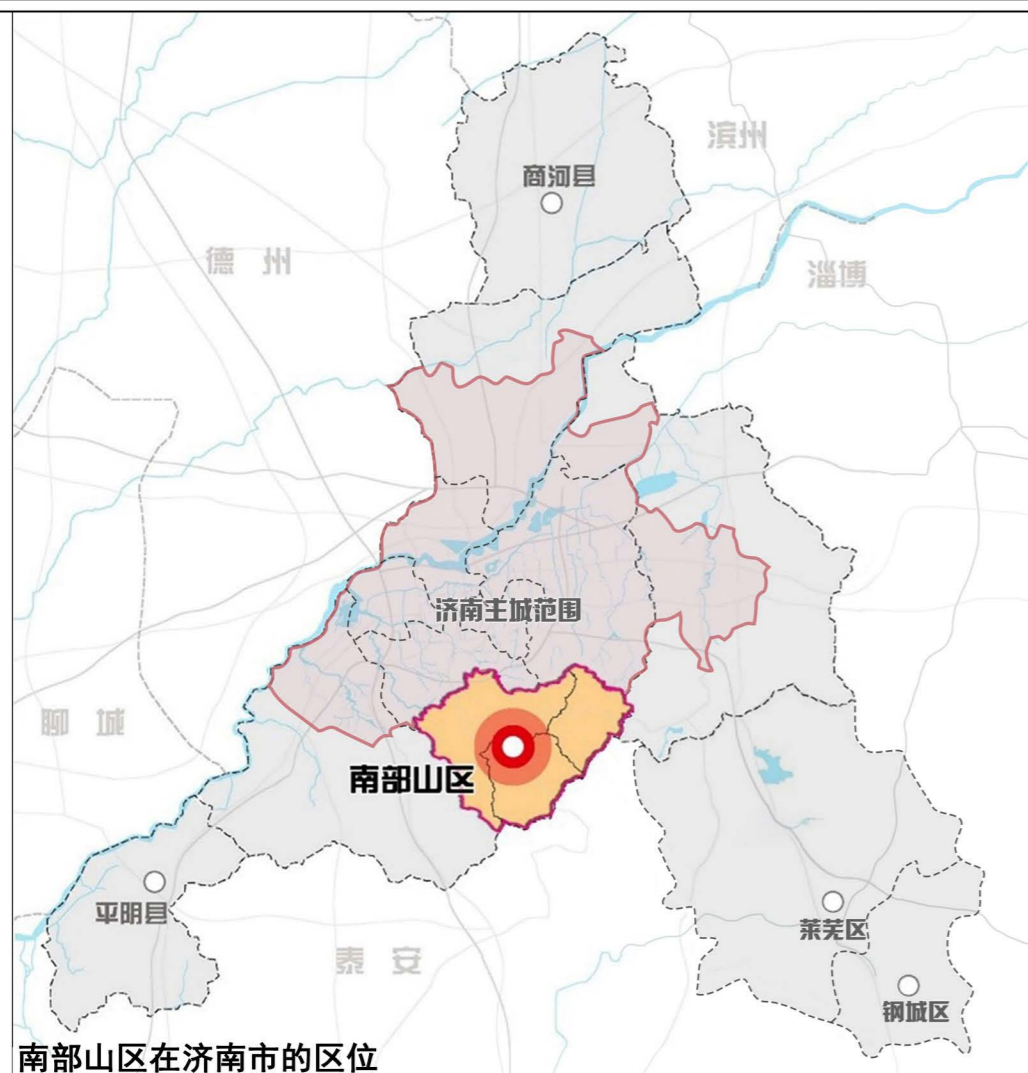 滨州
商河县
德州
淄博
济南主城范围
聊城
南部山区
平阴县
莱芜区
泰安
钢城区
南部山区在济南市的区位